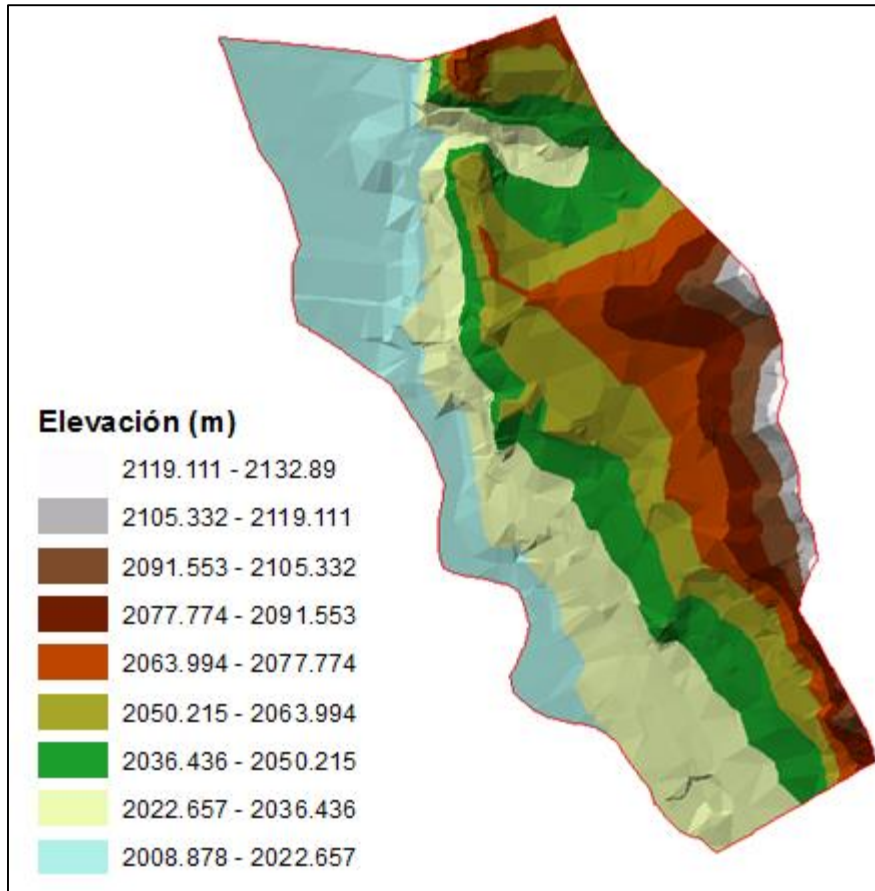 Elevación (m)
2119.111 - 2132.89
2105.332 - 2119.111
2091.553 - 2105.332
2077.774 - 2091.553
2063.994 - 2077.774
2050.215 - 2063.994
2036.436 - 2050.215
2022.657 - 2036.436
2008.878 - 2022.657